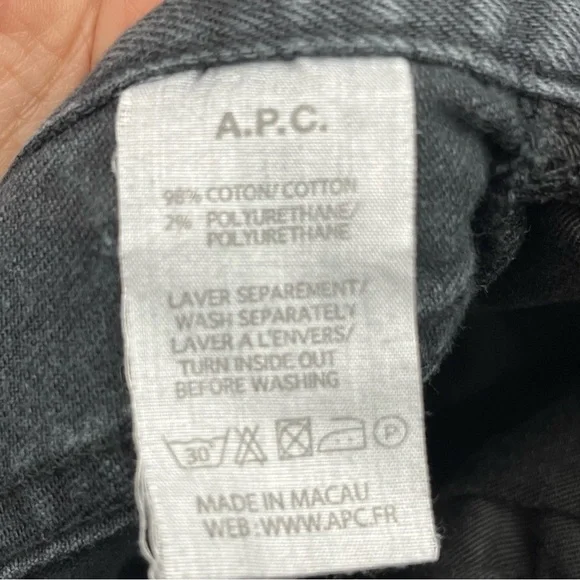 A.P.C.
98% COTON/COTTON
2% POLYURETHANE/
POLYURETHANE
LAVER SEPAREMENT/
WASH SEPARATELY
LAVER A L'ENVERS/
TURN INSIDE OUT
BEFORE WASHING
30° P
MADE IN MACAU
WEB:WWW.APC.FR